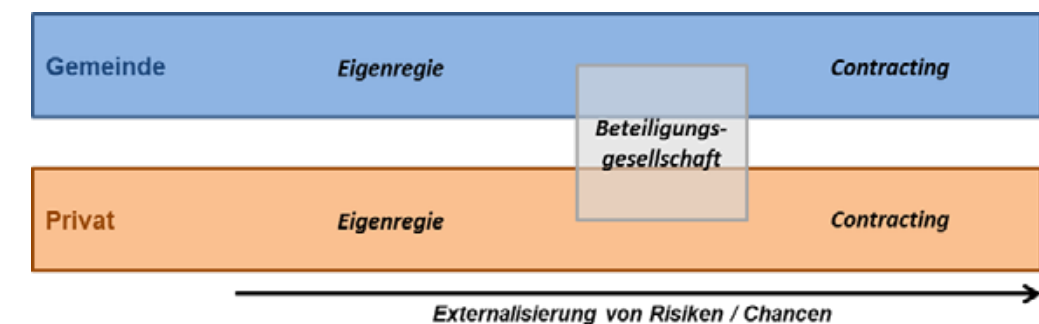 Gemeinde Eigenregie Contracting
Beteiligungs-
gesellschaft
Privat Eigenregie Contracting
Externalisierung von Risiken / Chancen